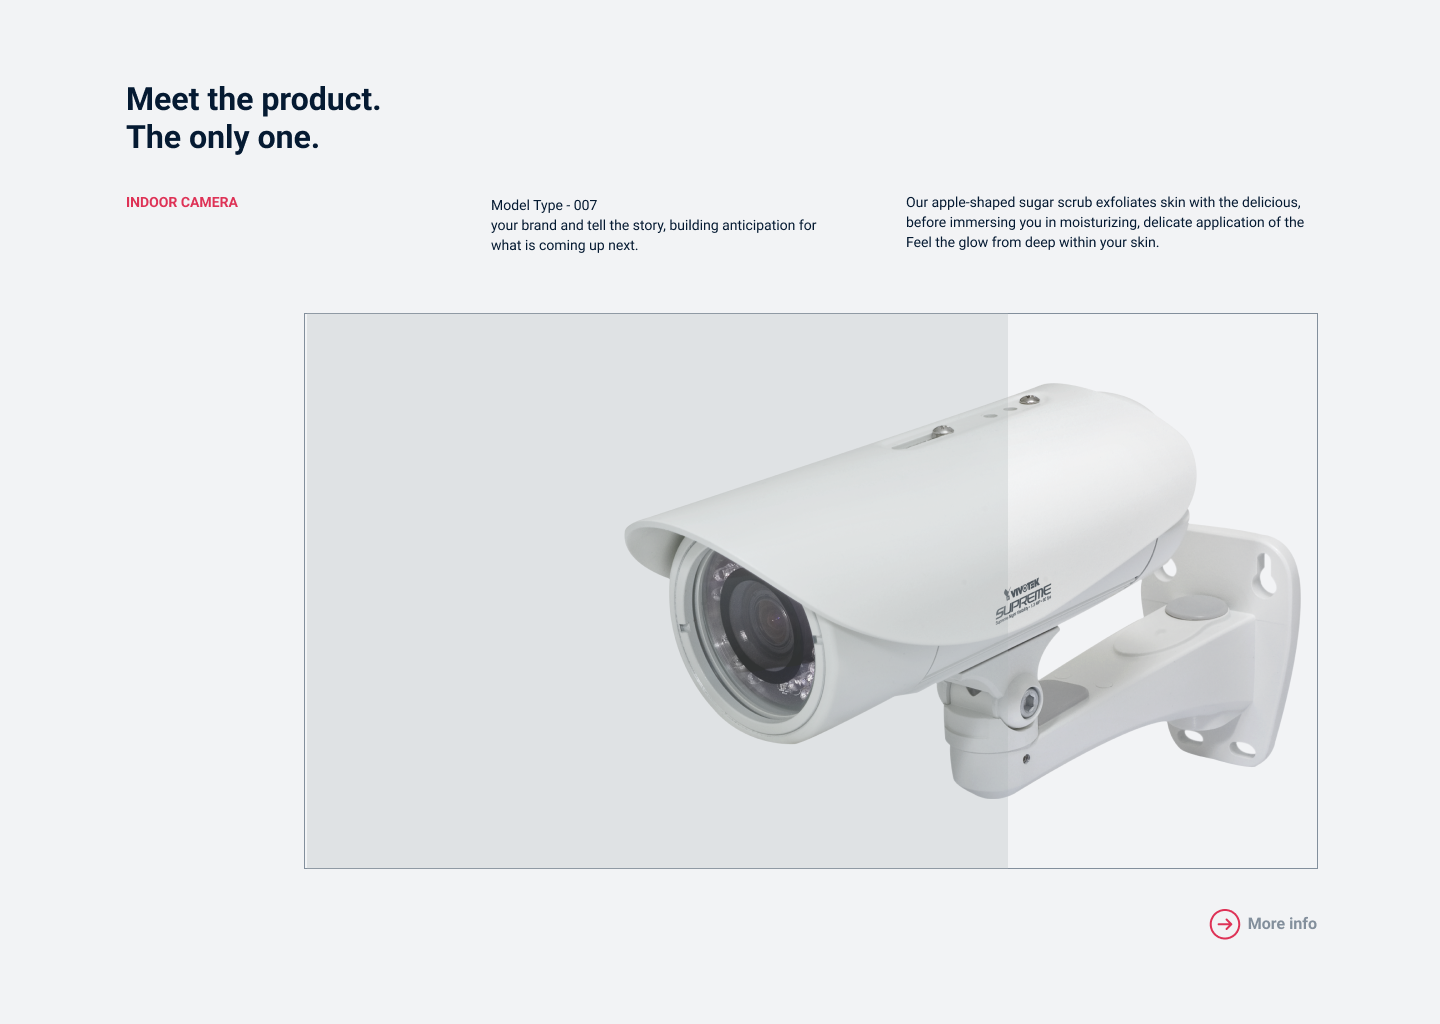 Meet the product.
The only one.
INDOOR CAMERA
Model Type - 007
your brand and tell the story, building anticipation for
what is coming up next.
Our apple-shaped sugar scrub exfoliates skin with the delicious,
before immersing you in moisturizing, delicate application of the
Feel the glow from deep within your skin.
VIVOTEK
SUPREME
More info